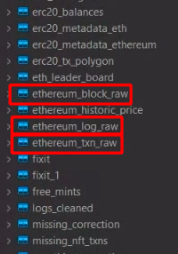 erc20_balances
erc20_metadata_eth
erc20_metadata_ethereum
erc20_tx_polygon
eth_leader_board
ethereum_block_raw
ethereum_historic_price
ethereum_log_raw
ethereum_txn_raw
fixit
fixit_1
free_mints
logs_cleaned
missing_correction
missing_nft_txns